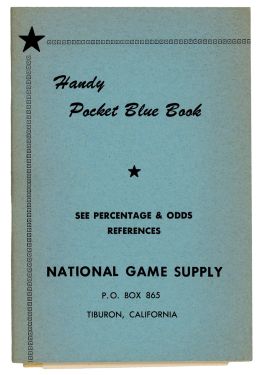 Handy
Pocket Blue Book
SEE PERCENTAGE & ODDS
REFERENCES
NATIONAL GAME SUPPLY
P.O. BOX 865
TIBURON, CALIFORNIA